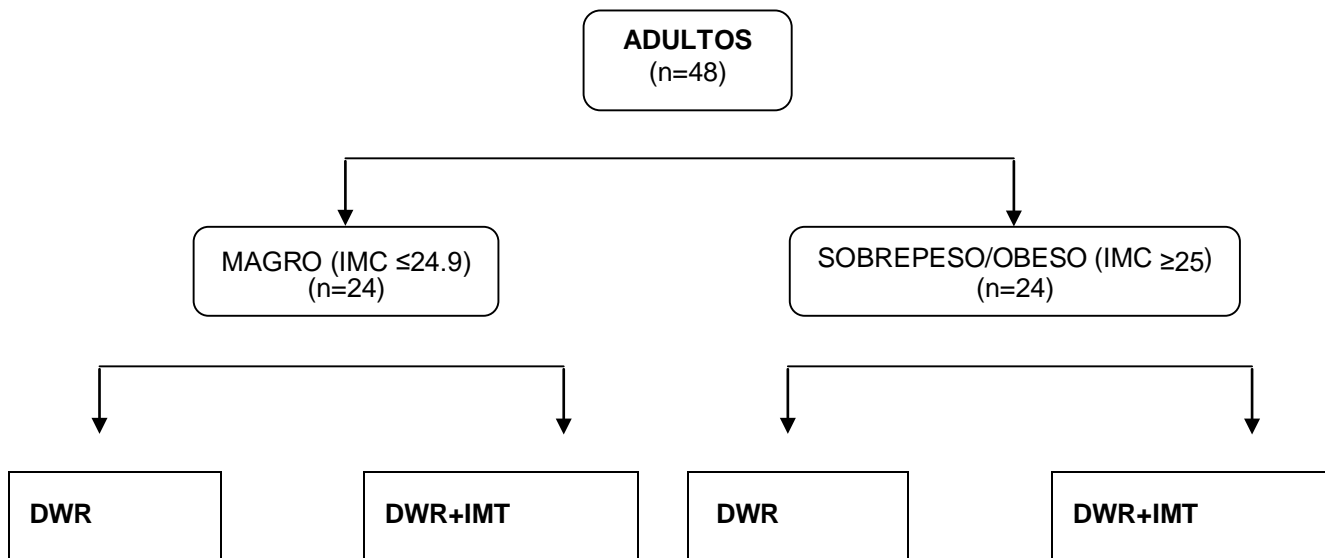 ADULTOS
(n=48)
MAGRO (IMC ≤24.9)
(n=24)
SOBREPESO/OBESO (IMC ≥25)
(n=24)
DWR
DWR+IMT
DWR
DWR+IMT